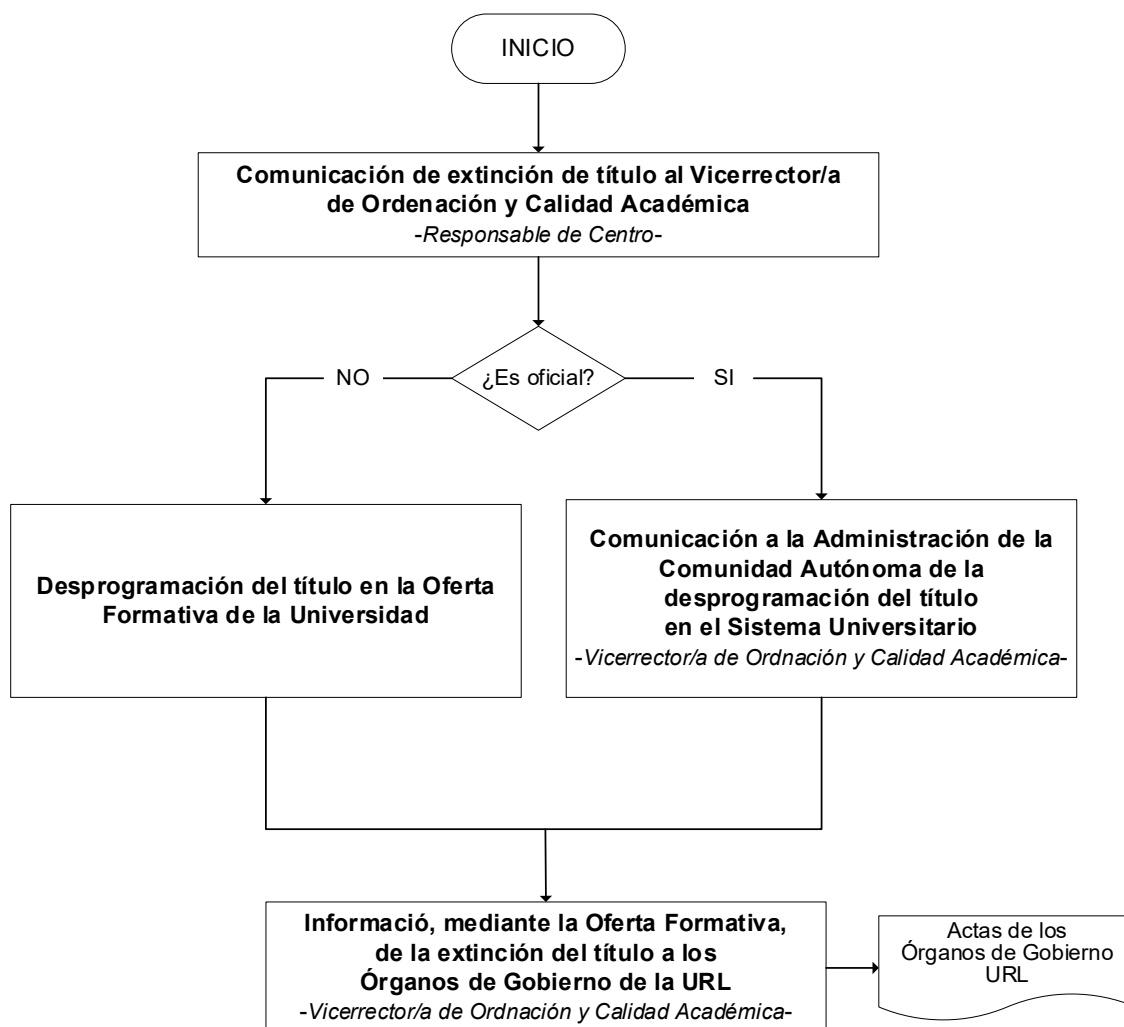 INICIO
Comunicación de extinción de título al Vicerrector/a
de Ordenación y Calidad Académica
-Responsable de Centro-
¿Es oficial?
NO
SI
Desprogramación del título en la Oferta
Formativa de la Universidad
Comunicación a la Administración de la
Comunidad Autónoma de la
desprogramación del título
en el Sistema Universitario
-Vicerrector/a de Ordnación y Calidad Académica-
Informació, mediante la Oferta Formativa,
de la extinción del título a los
Órganos de Gobierno de la URL
-Vicerrector/a de Ordnación y Calidad Académica-
Actas de los
Órganos de Gobierno
URL